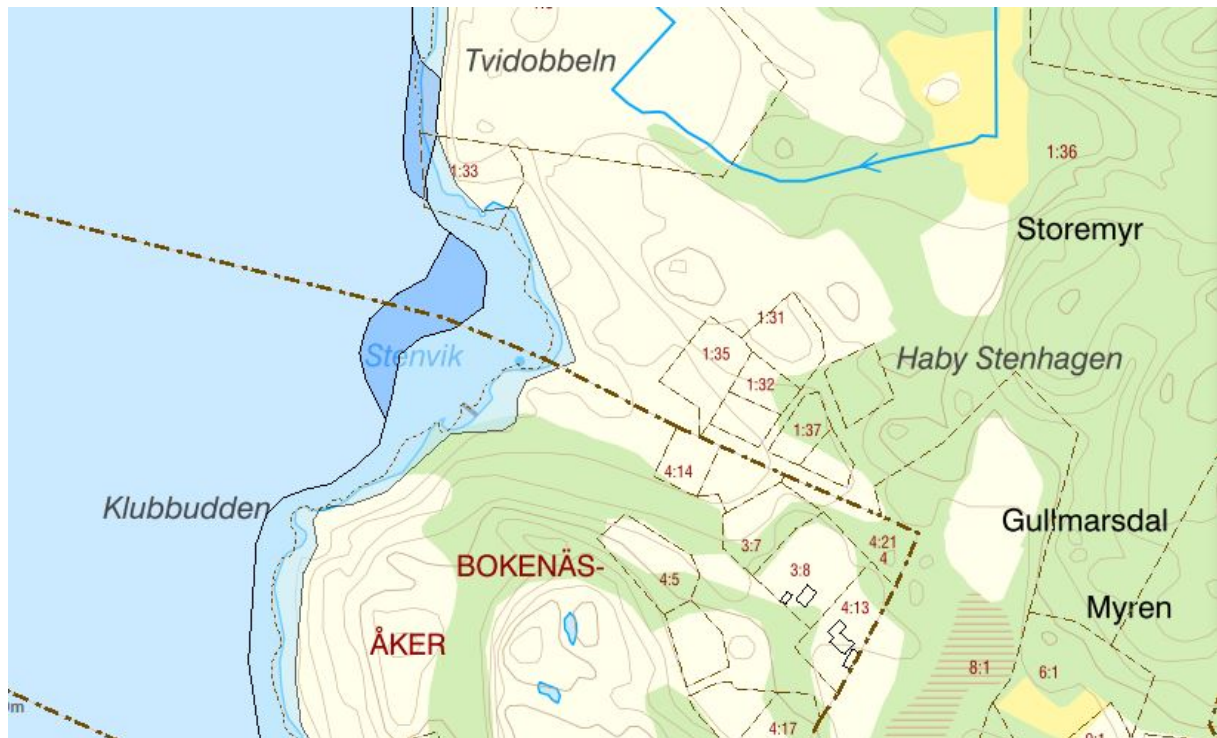 Tvidobbeln
1:33
1:36
Storemyr
1:31
1:35
Stenvik
Haby Stenhagen
1:32
1:37
4:14
Klubbudden
Gullmarsdal
3:7
4:21
4
BOKENÄS-
4:5
3:8
4:13
Myren
ÅKER
8:1
6:1
4:17